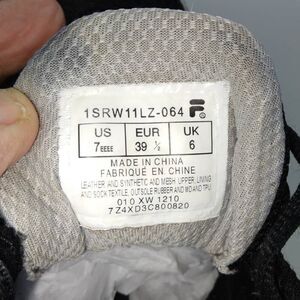 1SRW11LZ-064 F
US EUR UK
7EEEE 39 ½ 6
MADE IN CHINA
FABRIQUÉ EN. CHINE
LEATHER AND SYNTHETIC AND MESH UPPER, LINING
AND SOCK TEXTILE, OUTSOLE RUBBER AND MD AND TPU
010 XW 1210
7Z4XD3C800820